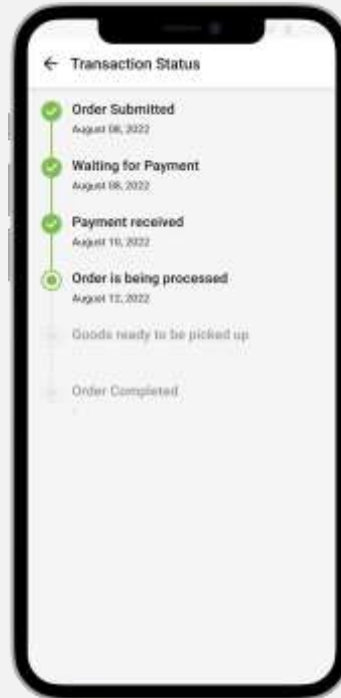 Transaction Status
Order Submitted
August 08, 2022
Waiting for Payment
August 08, 2022
Payment received
August 10, 2022
Order is being processed
August 12, 2022
Goods ready to be picked up
Order Completed